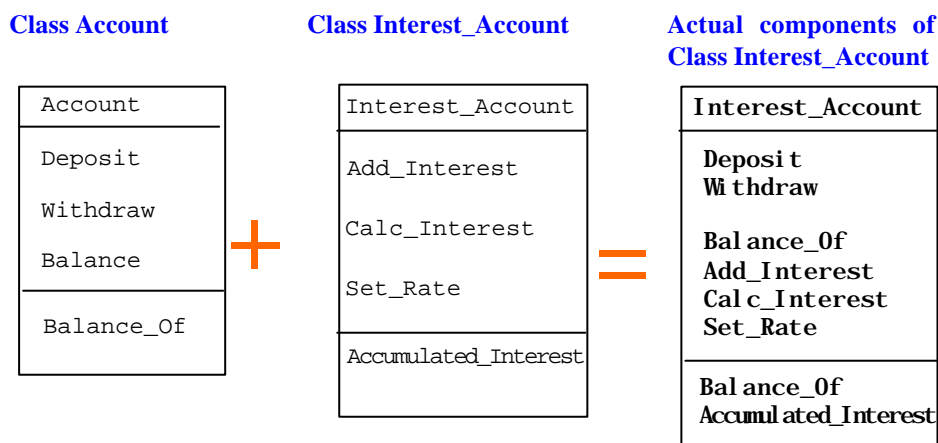 Class Account
Class Interest_Account
Actual components of
Class Interest_Account
Account
Deposit
Withdraw
Balance
Balance_Of
+
Interest_Account
Add_Interest
Calc_Interest
Set_Rate
Accumulated_Interest
=
Interest_Account
Deposit
Withdraw
Balance_Of
Add_Interest
Calc_Interest
Set_Rate
Balance_Of
Accumulated_Interest